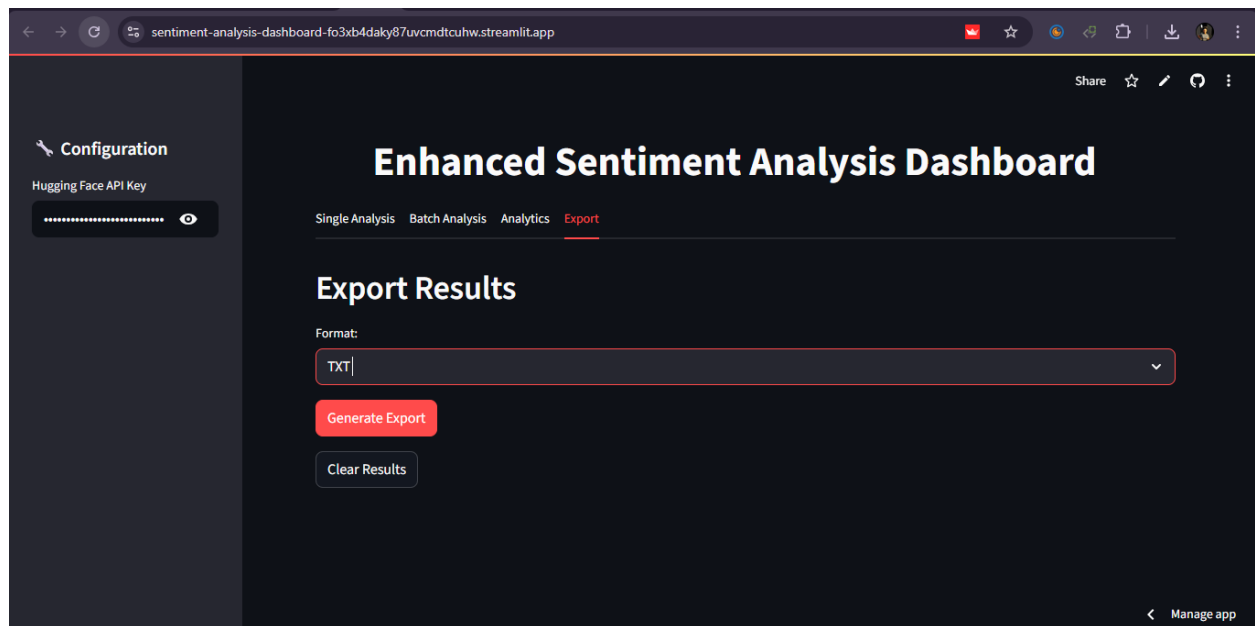 sentiment-analysis-dashboard-fo3xb4daky87uvcmdtcuhw.streamlit.app
Share
Configuration
Enhanced Sentiment Analysis Dashboard
Hugging Face API Key
Single Analysis Batch Analysis Analytics Export
Export Results
Format:
TXT
Generate Export
Clear Results
Manage app